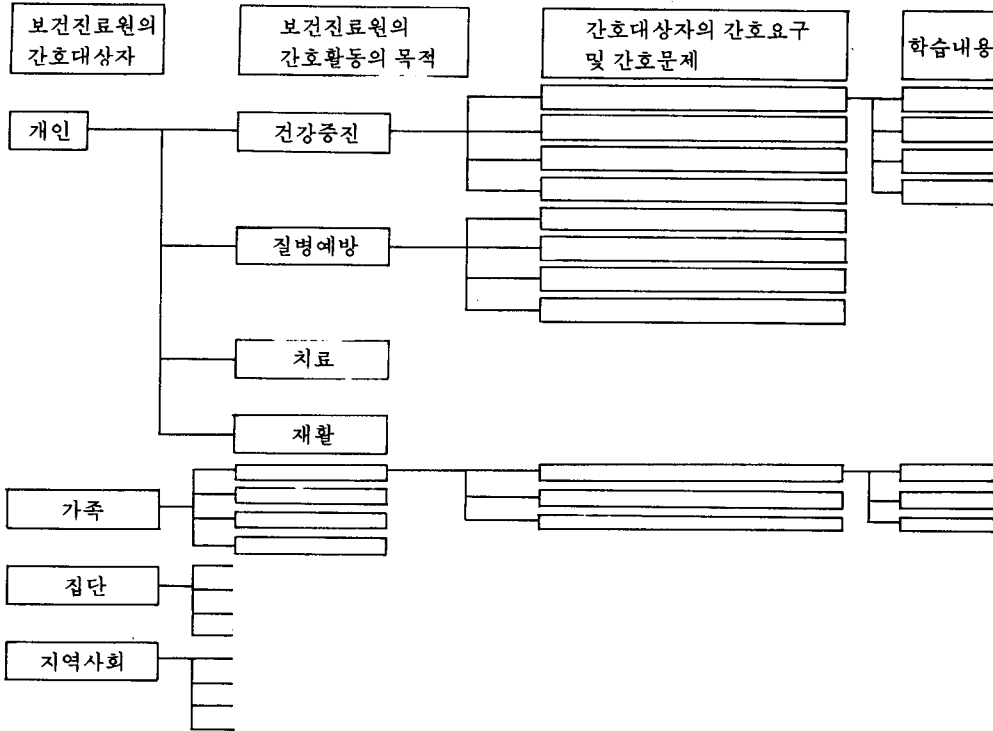 보건진료원의
간호대상자
보건진료원의
간호활동의 목적
간호대상자의 간호요구
및 간호문제
학습내용
개인
건강증진
질병예방
치료
재활
가족
집단
지역사회